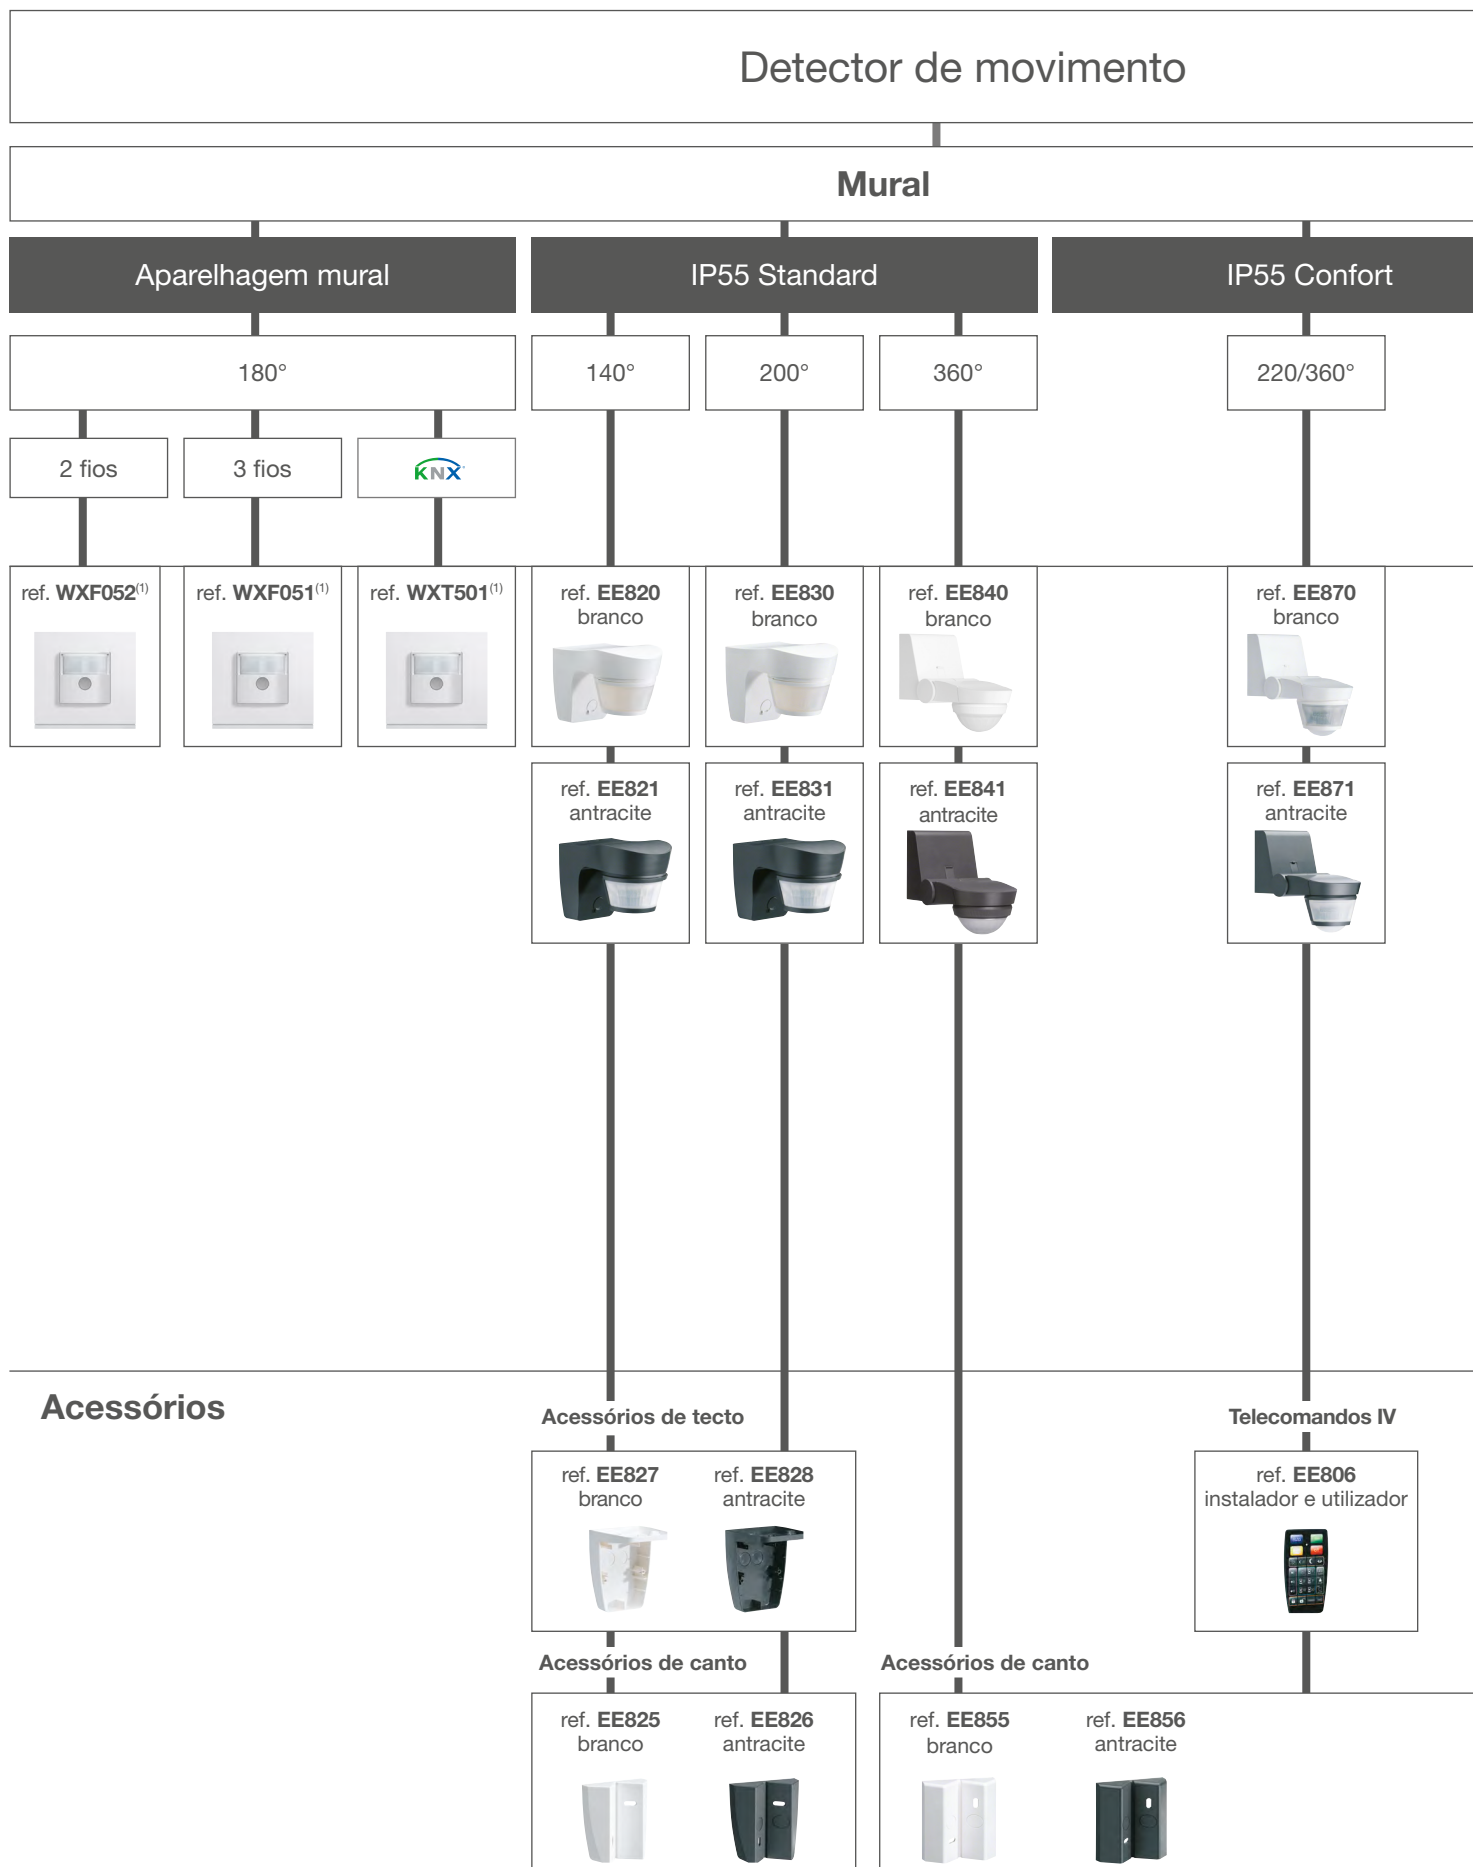 Detector de movimento
Mural
Aparelhagem mural
IP55 Standard
IP55 Confort
180°
140°
200°
360°
220/360°
2 fios
3 fios
KNX
ref. WXF052(1)
ref. WXF051(1)
ref. WXT501(1)
ref. EE820
branco
ref. EE830
branco
ref. EE840
branco
ref. EE870
branco
ref. EE821
antracite
ref. EE831
antracite
ref. EE841
antracite
ref. EE871
antracite
Acessórios
Acessórios de tecto
Telecomandos IV
ref. EE827
branco
ref. EE828
antracite
ref. EE806
instalador e utilizador
Acessórios de canto
Acessórios de canto
ref. EE825
branco
ref. EE826
antracite
ref. EE855
branco
ref. EE856
antracite